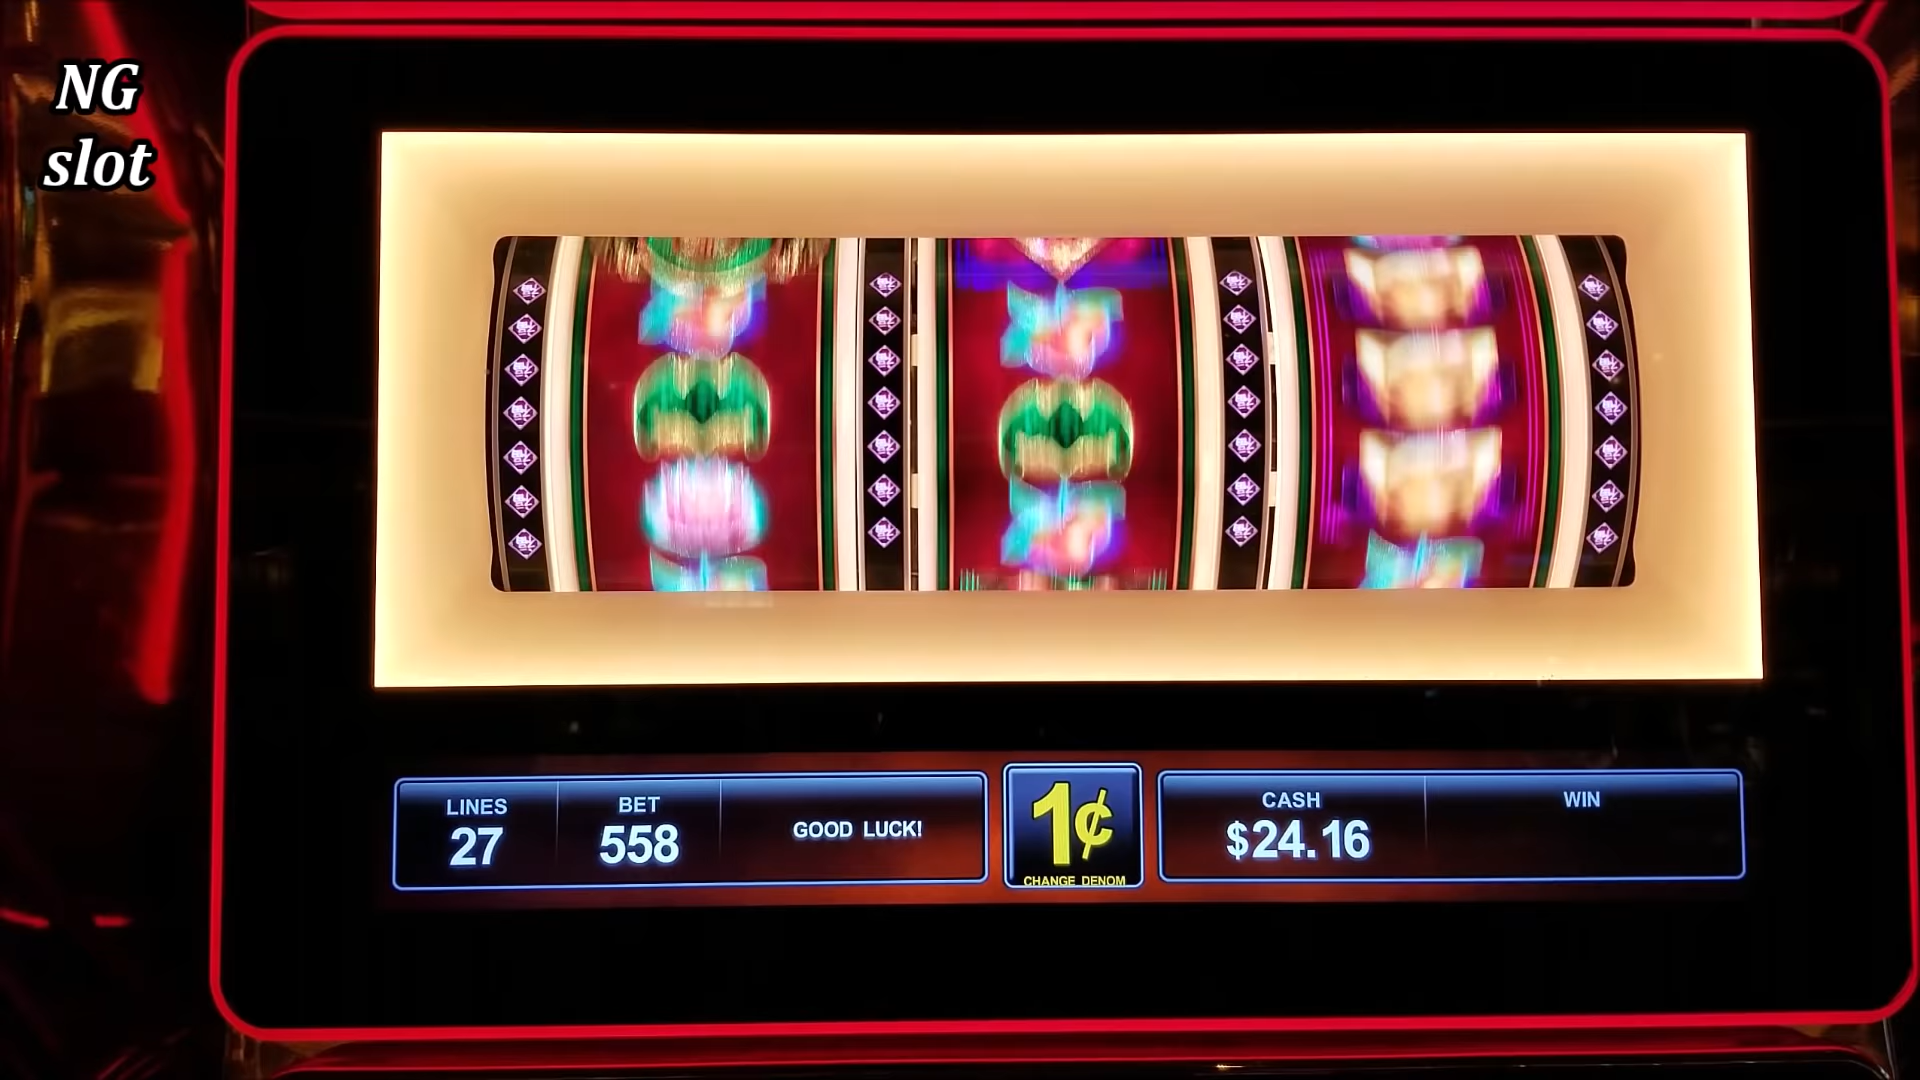 NG
slot
LINES
27
BET
558
GOOD LUCK!
1¢
CHANGE DENOM
CASH
$24.16
WIN